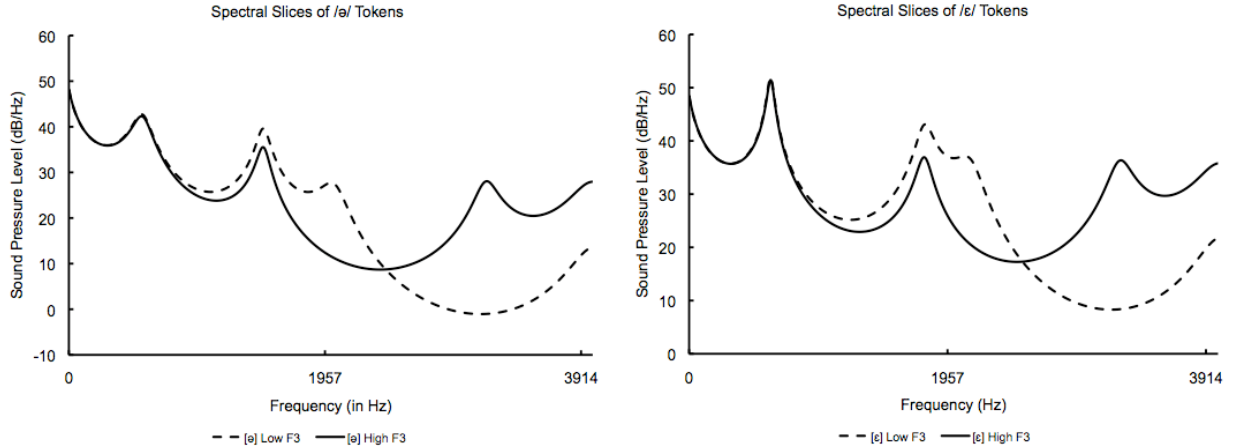 Spectral Slices of /ə/ Tokens
60
50
40
30
20
10
0
-10
Sound Pressure Level (dB/Hz)
0
1957
3914
Frequency (in Hz)
[ə] Low F3
[ə] High F3
Spectral Slices of /ɛ/ Tokens
60
50
40
30
20
10
0
Sound Pressure Level (dB/Hz)
0
1957
3914
Frequency (Hz)
[ɛ] Low F3
[ɛ] High F3